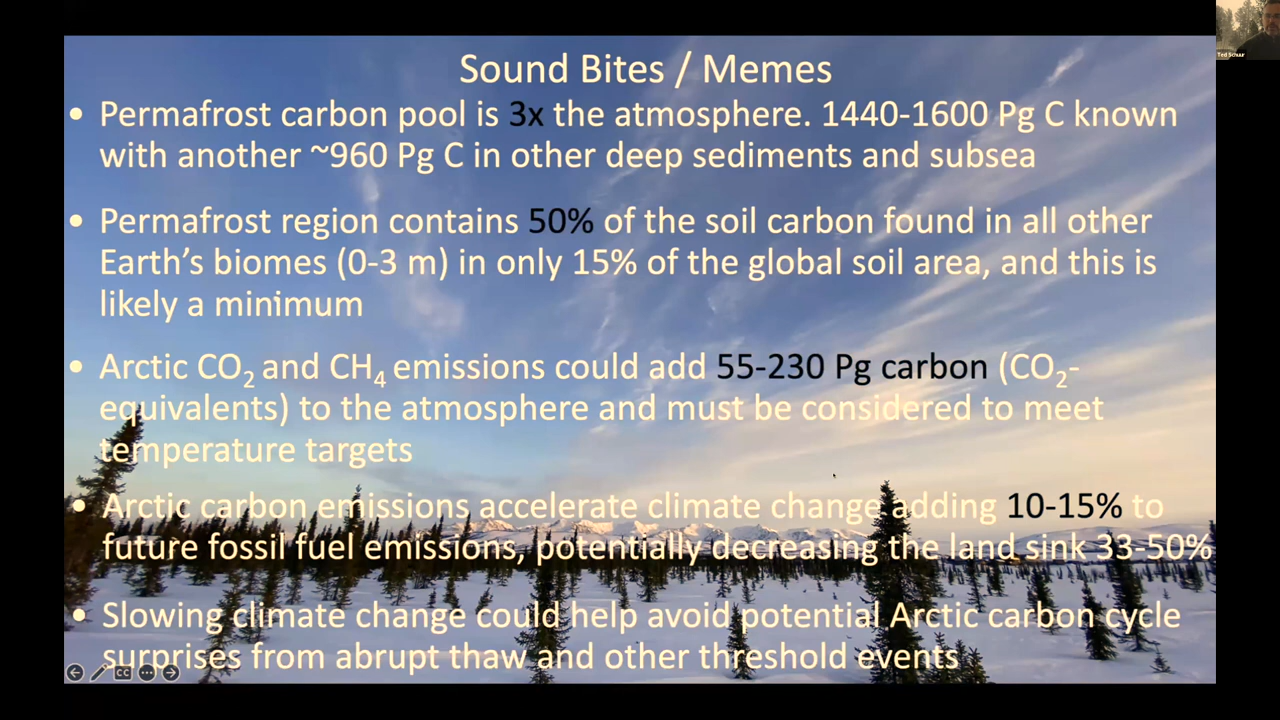 Ted Schuur
Sound Bites / Memes
• Permafrost carbon pool is 3x the atmosphere. 1440-1600 Pg C known
with another ~960 Pg C in other deep sediments and subsea
• Permafrost region contains 50% of the soil carbon found in all other
Earth's biomes (0-3 m) in only 15% of the global soil area, and this is
likely a minimum
• Arctic CO₂ and CH₄ emissions could add 55-230 Pg carbon (CO₂-
equivalents) to the atmosphere and must be considered to meet
temperature targets
• Arctic carbon emissions accelerate climate change adding 10-15% to
future fossil fuel emissions, potentially decreasing the land sink 33-50%
• Slowing climate change could help avoid potential Arctic carbon cycle
surprises from abrupt thaw and other threshold events
CC